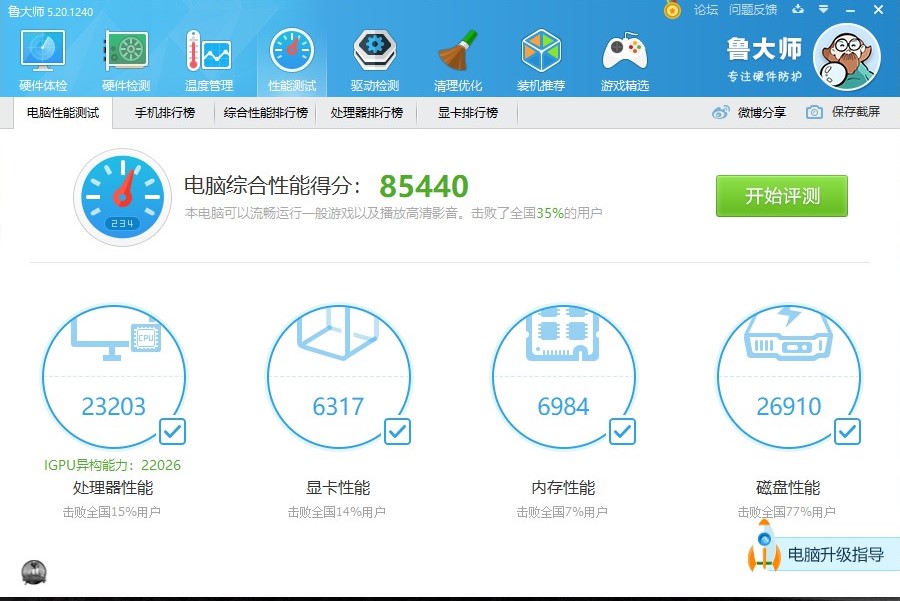 鲁大师 5.20.1240
论坛 问题反馈
硬件体检 硬件检测 温度管理 性能测试 驱动检测 清理优化 装机推荐 游戏精选
鲁大师
专注硬件防护
电脑性能测试 手机排行榜 综合性能排行榜 处理器排行榜 显卡排行榜 微博分享 保存截屏
电脑综合性能得分： 85440
本电脑可以流畅运行一般游戏以及播放高清影音。击败了全国35%的用户
开始评测
234
CPU
23203 6317 6984 26910
IGPU异构能力：22026
处理器性能 显卡性能 内存性能 磁盘性能
击败全国15%用户 击败全国14%用户 击败全国7%用户 击败全国77%用户
电脑升级指导